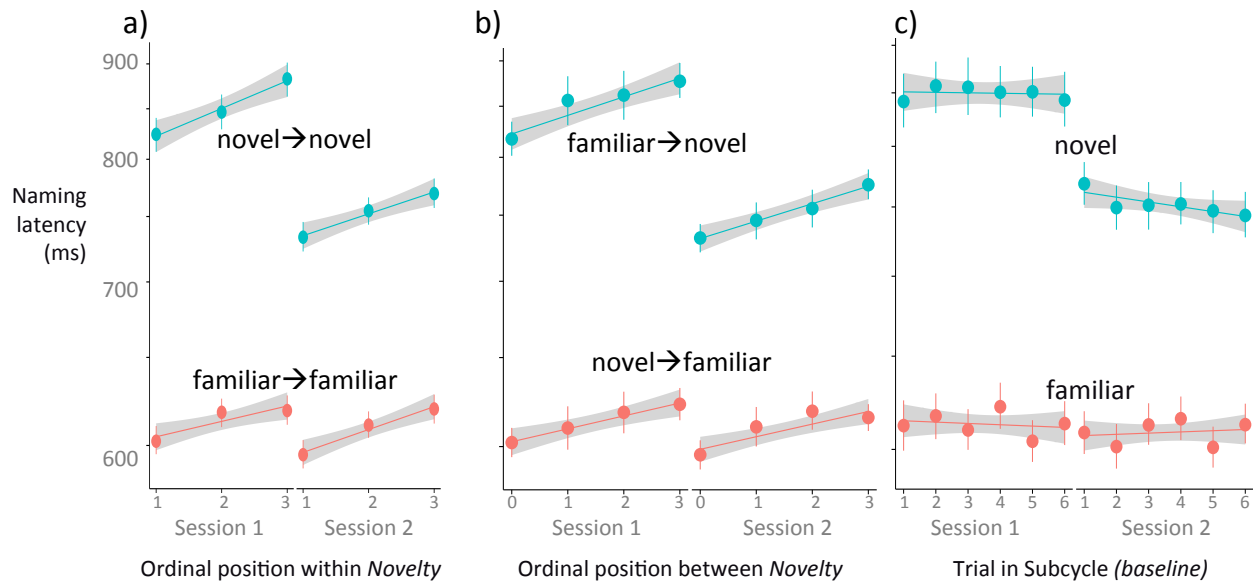 a)
b)
c)
900
800
700
600
Naming
latency
(ms)
novel→novel
familiar→familiar
1 2 3 1 2 3
Session 1 Session 2
Ordinal position within Novelty
familiar→novel
novel→familiar
0 1 2 3 0 1 2 3
Session 1 Session 2
Ordinal position between Novelty
novel
familiar
1 2 3 4 5 6 1 2 3 4 5 6
Session 1 Session 2
Trial in Subcycle (baseline)